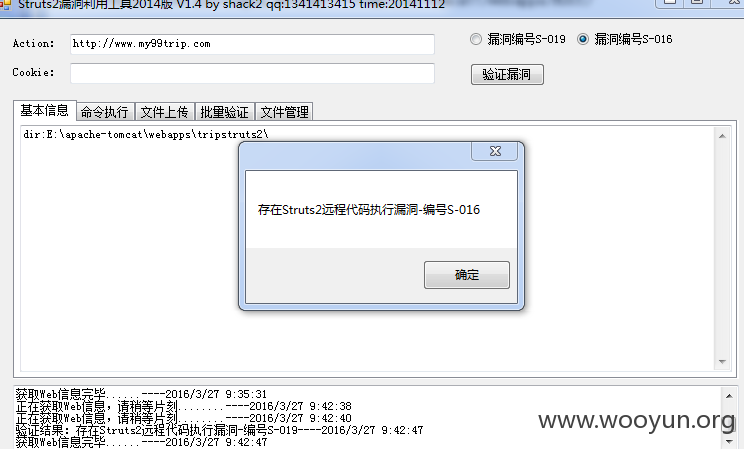 Struts2漏洞利用工具2014版 V1.4 by shack2 qq:1341413415 time:20141112
Action: http://www.my99trip.com 漏洞编号S-019 漏洞编号S-016
Cookie: 验证漏洞
基本信息 命令执行 文件上传 批量验证 文件管理
dir:E:\apache-tomcat\webapps\tripstruts2\
存在Struts2远程代码执行漏洞-编号S-016
确定
获取Web信息完毕......----2016/3/27 9:35:31
正在获取Web信息,请稍等片刻........----2016/3/27 9:42:38
正在获取Web信息,请稍等片刻........----2016/3/27 9:42:40
验证结果: 存在Struts2远程代码执行漏洞-编号S-019----2016/3/27 9:42:47
获取Web信息完毕......----2016/3/27 9:42:47
www.wooyun.org